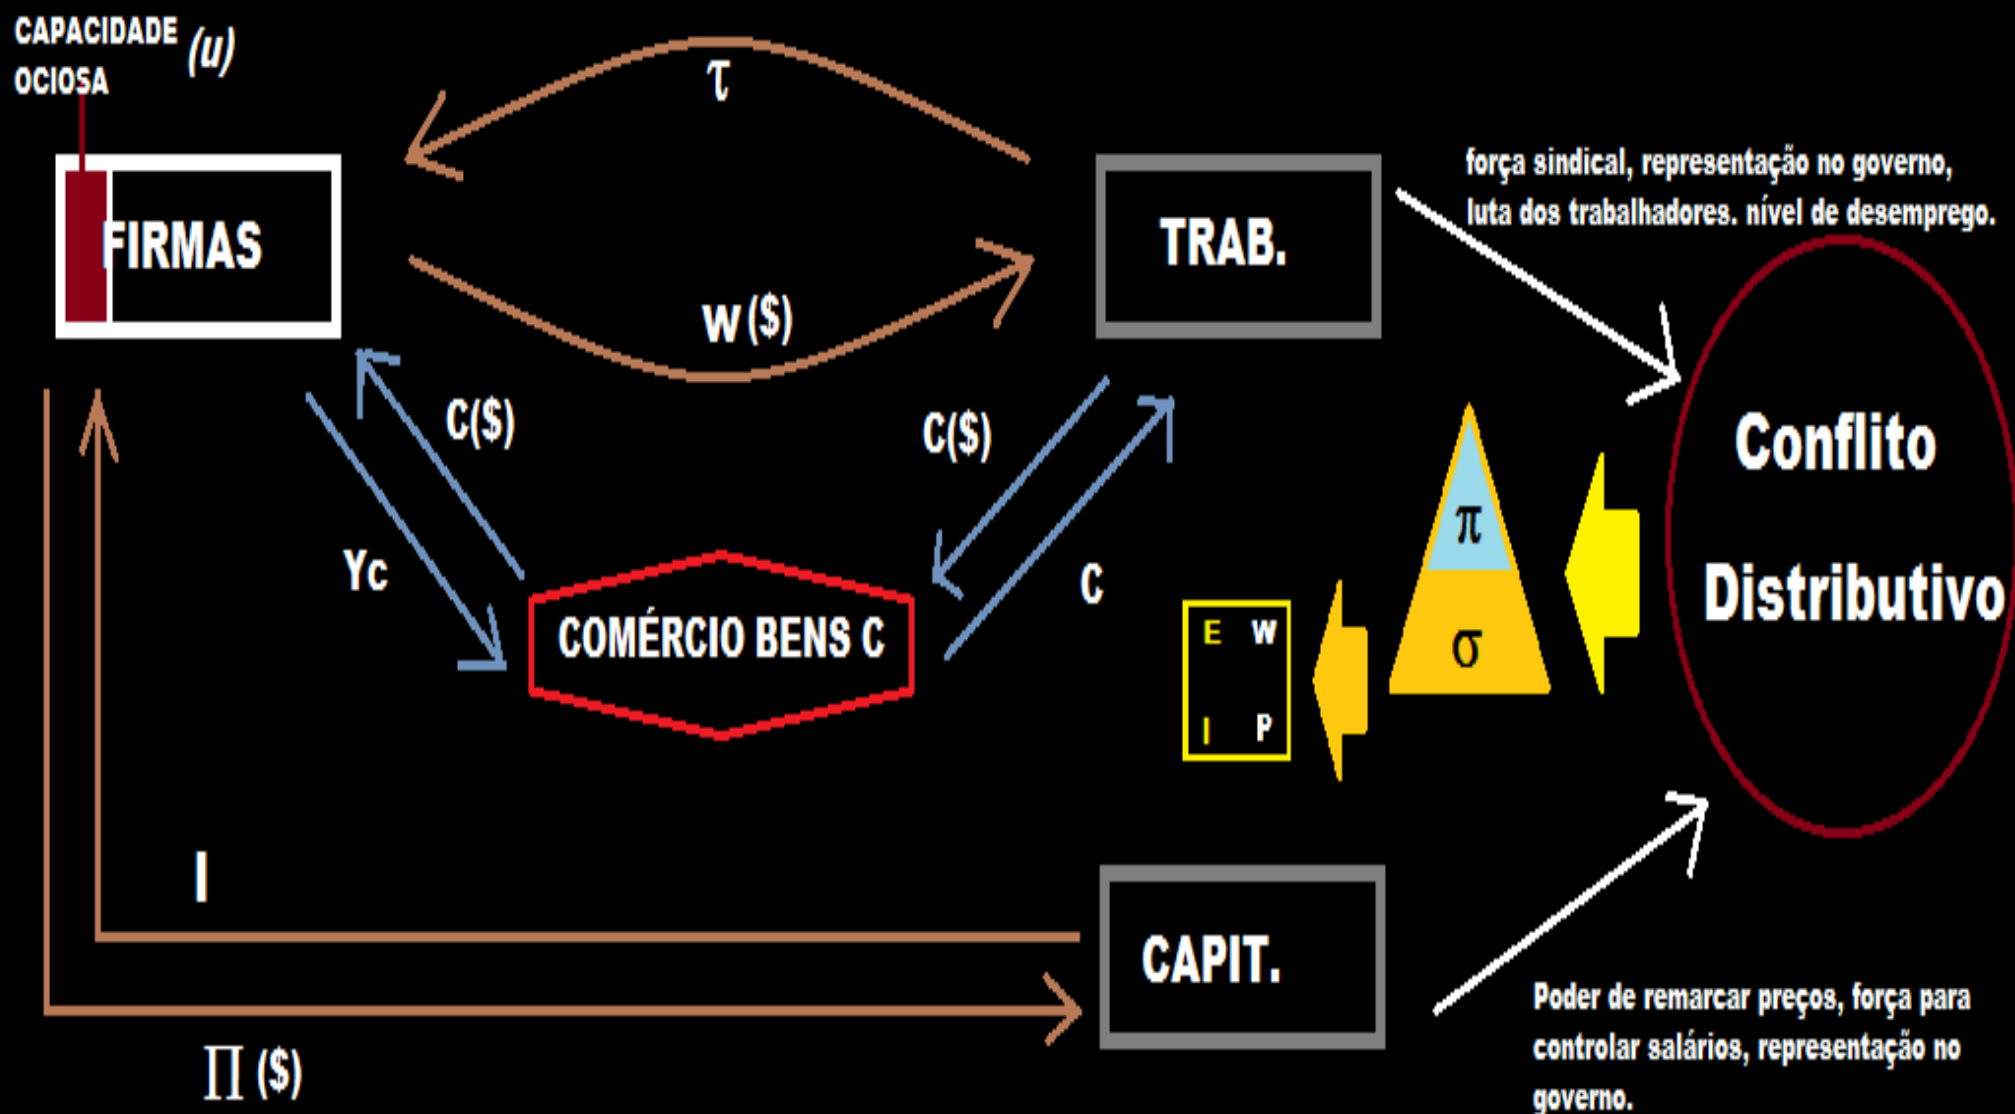 CAPACIDADE
OCIOSA
(u)
τ
FIRMAS
TRAB.
força sindical, representação no governo,
luta dos trabalhadores. nível de desemprego.
w ($)
C($)
C($)
Yc
C
COMÉRCIO BENS C
E W
I P
π
σ
Conflito
Distributivo
I
CAPIT.
∏ ($)
Poder de remarcar preços, força para
controlar salários, representação no
governo.